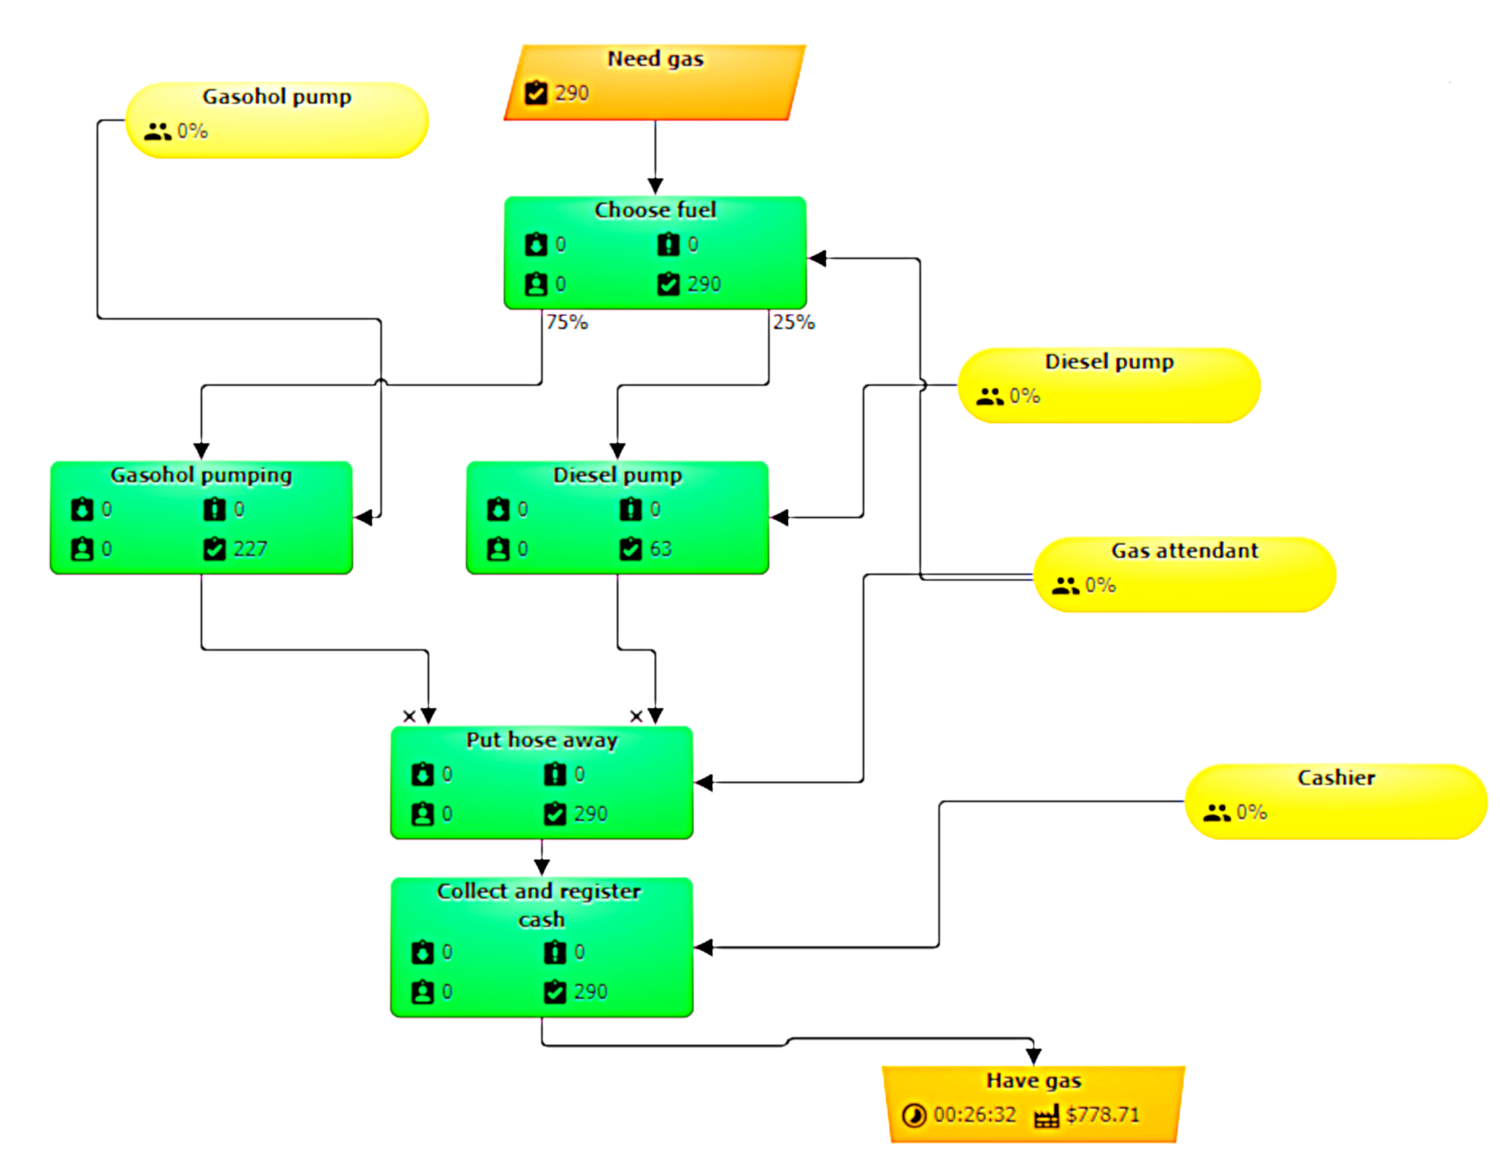 Need gas
290
Gasohol pump
0%
Choose fuel
0 0
0 290
75% 25%
Diesel pump
0%
Gasohol pumping
0 0
0 227
Diesel pump
0 0
0 63
Gas attendant
0%
× ×
Put hose away
0 0
0 290
Cashier
0%
Collect and register
cash
0 0
0 290
Have gas
00:26:32 $778.71